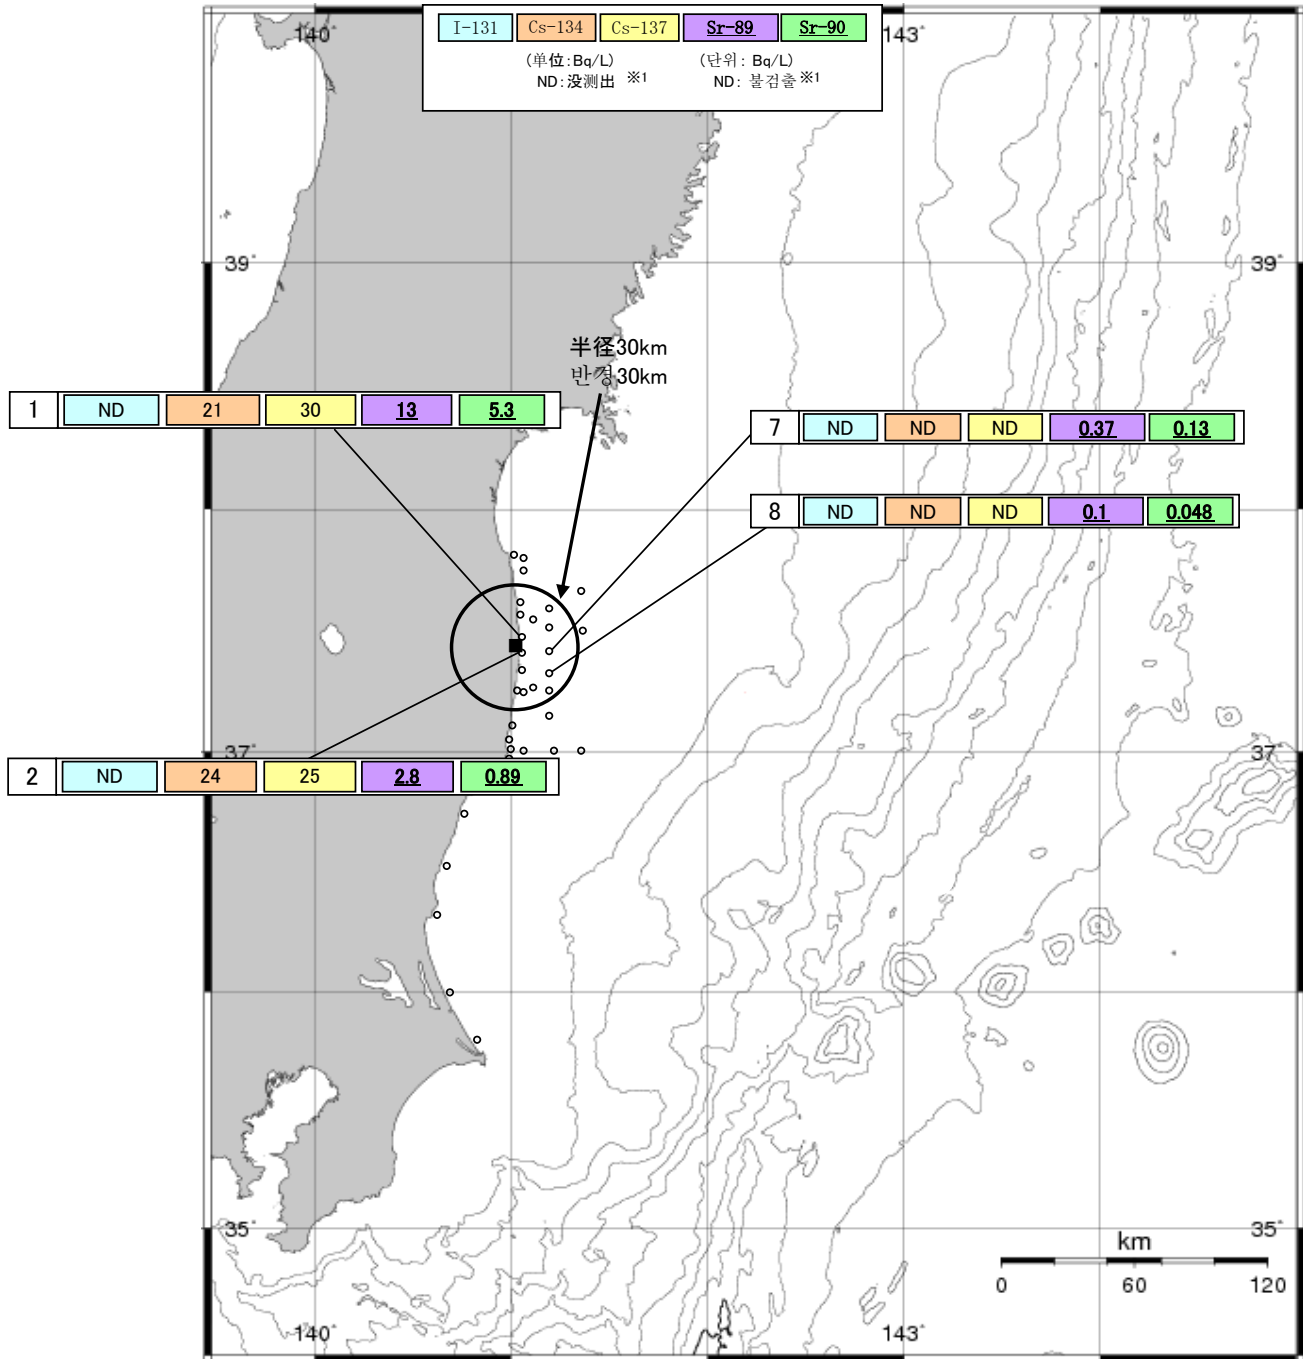 140°
143°
I-131 Cs-134 Cs-137 Sr-89 Sr-90
(単位:Bq/L) (단위: Bq/L)
ND:没測出 ※1 ND: 불검출※1
39° 39°
半径30km
반경30km
1 ND 21 30 13 5.3
7 ND ND ND 0.37 0.13
8 ND ND ND 0.1 0.048
37° 37°
2 ND 24 25 2.8 0.89
35° 35°
km
0 60 120
140° 143°